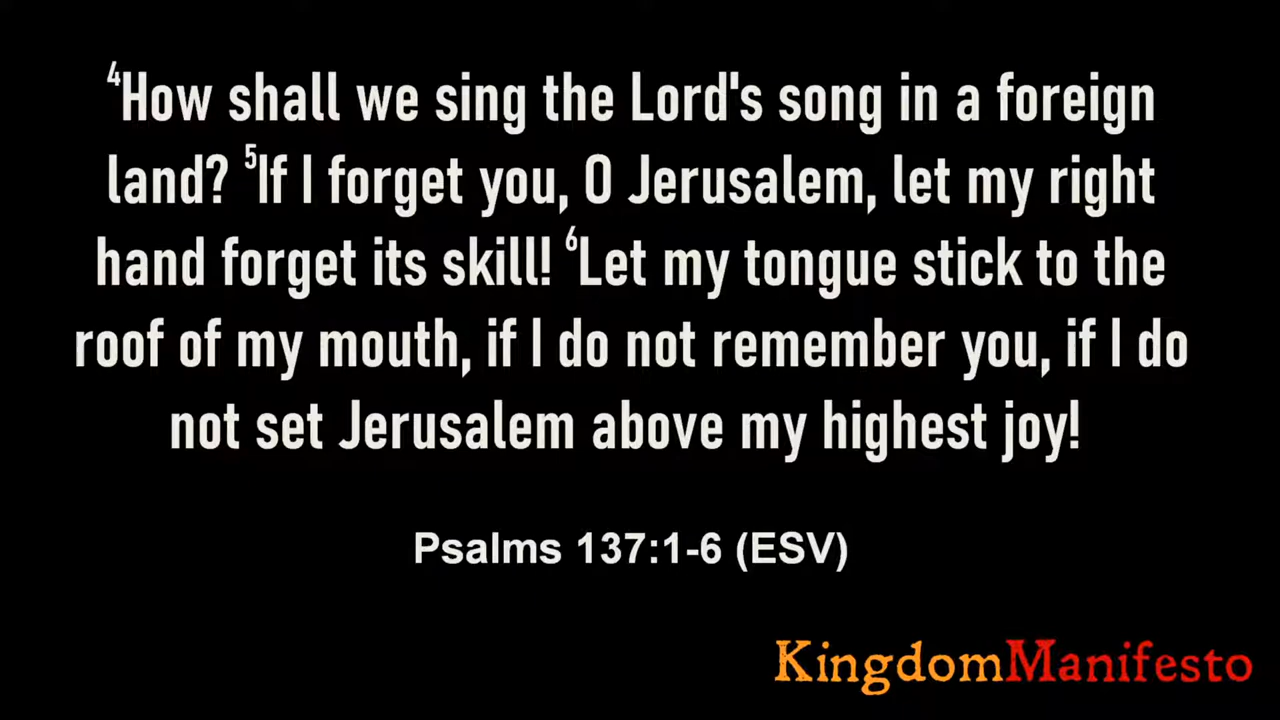 ⁴How shall we sing the Lord's song in a foreign
land? ⁵If I forget you, O Jerusalem, let my right
hand forget its skill! ⁶Let my tongue stick to the
roof of my mouth, if I do not remember you, if I do
not set Jerusalem above my highest joy!
Psalms 137:1-6 (ESV)
KingdomManifesto